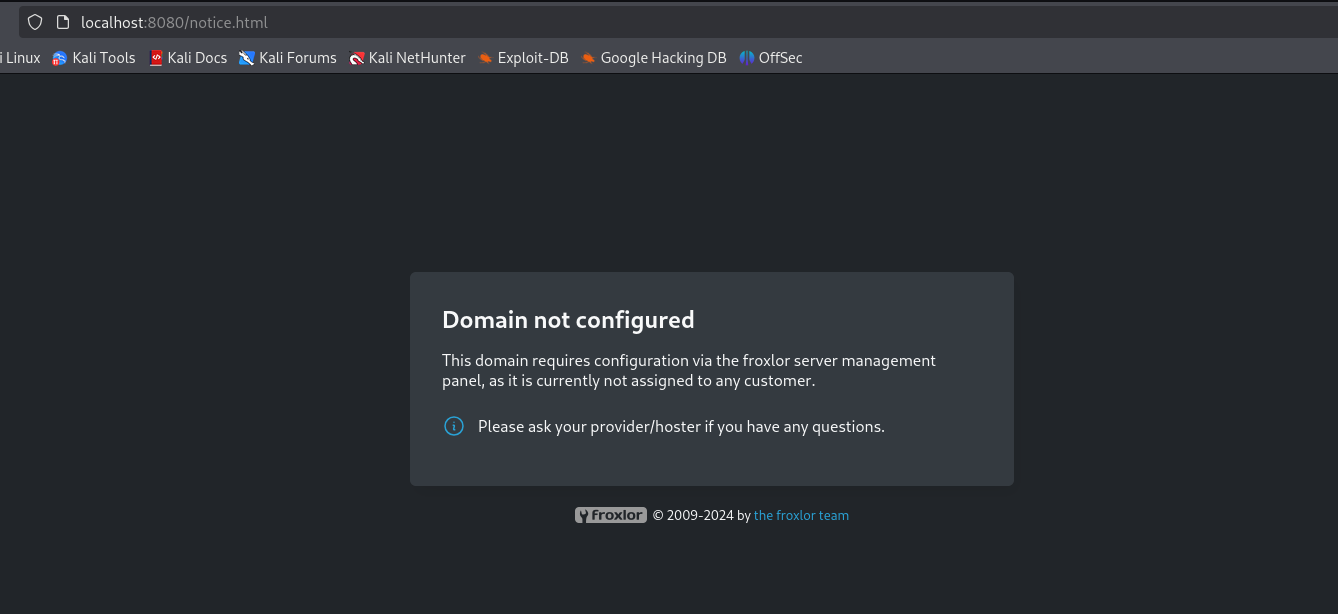 localhost:8080/notice.html
i Linux Kali Tools Kali Docs Kali Forums Kali NetHunter Exploit-DB Google Hacking DB OffSec
Domain not configured
This domain requires configuration via the froxlor server management
panel, as it is currently not assigned to any customer.
Please ask your provider/hoster if you have any questions.
froxlor © 2009-2024 by the froxlor team